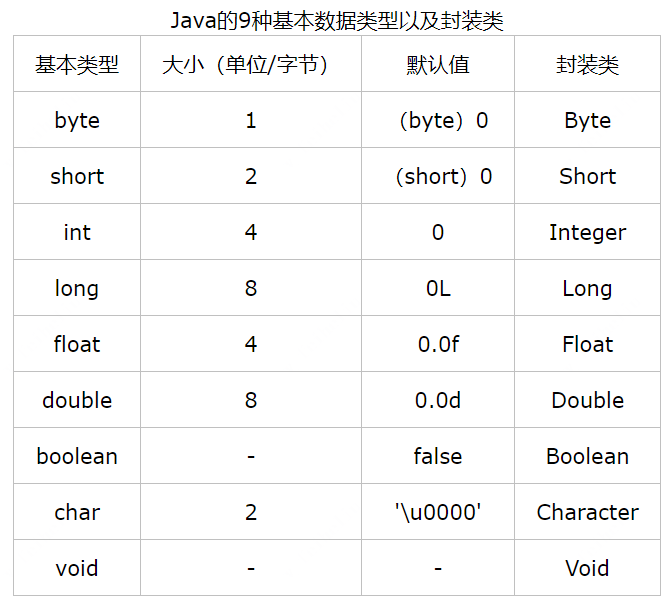 Java的9种基本数据类型以及封装类
基本类型 大小（单位/字节） 默认值 封装类
byte 1 （byte）0 Byte
short 2 （short）0 Short
int 4 0 Integer
long 8 0L Long
float 4 0.0f Float
double 8 0.0d Double
boolean - false Boolean
char 2 '\u0000' Character
void - - Void